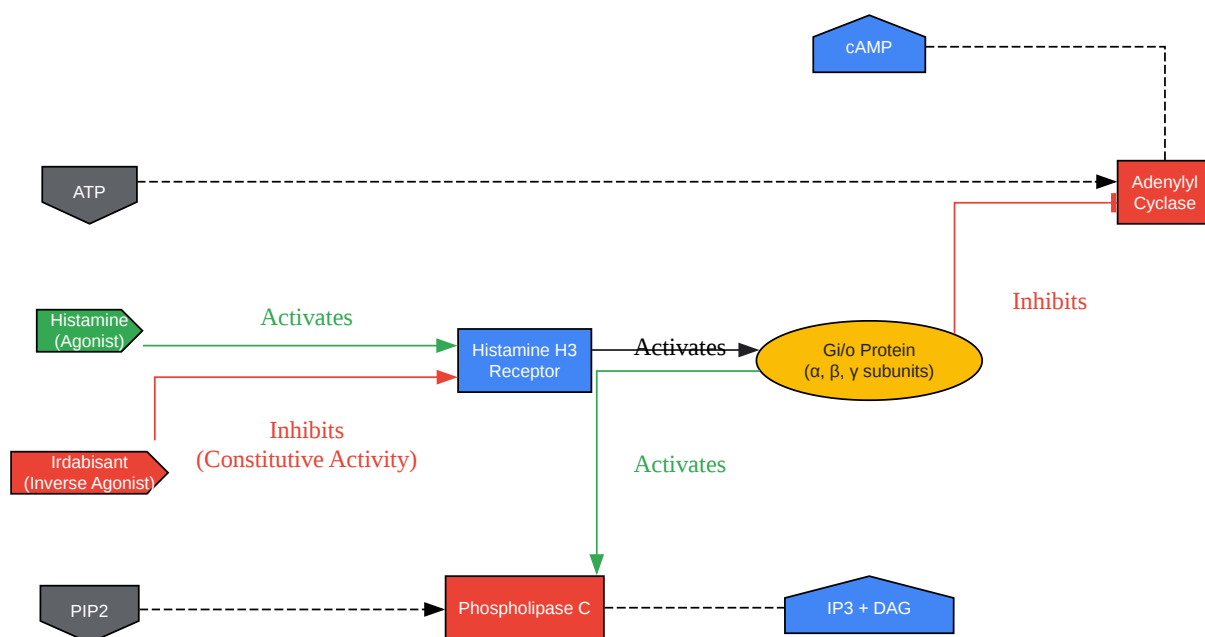 cAMP
ATP
Adenylyl
Cyclase
Inhibits
Histamine
(Agonist)
Activates
Histamine H3
Receptor
Activates
Gi/o Protein
(α, β, γ subunits)
Inhibits
(Constitutive Activity)
Irdabisant
(Inverse Agonist)
Activates
PIP2
Phospholipase C
IP3 + DAG